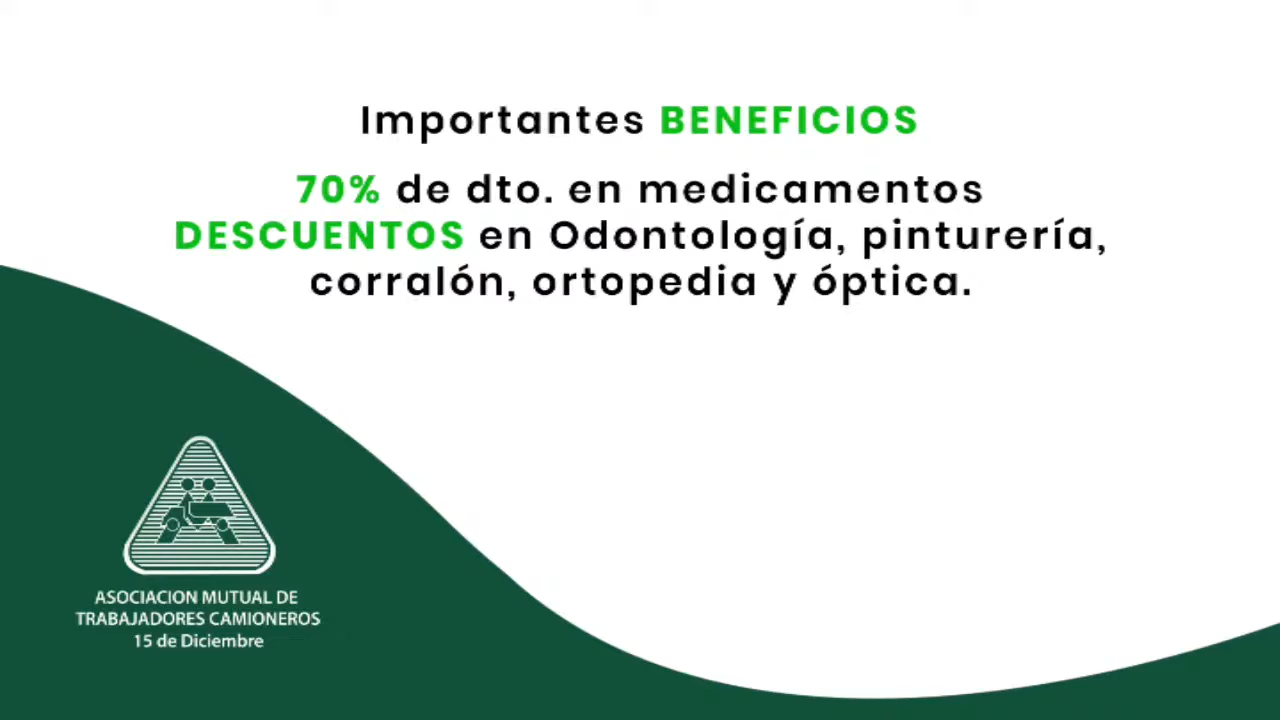 Importantes BENEFICIOS
70% de dto. en medicamentos
DESCUENTOS en Odontología, pinturería,
corralón, ortopedia y óptica.
ASOCIACION MUTUAL DE
TRABAJADORES CAMIONEROS
15 de Diciembre